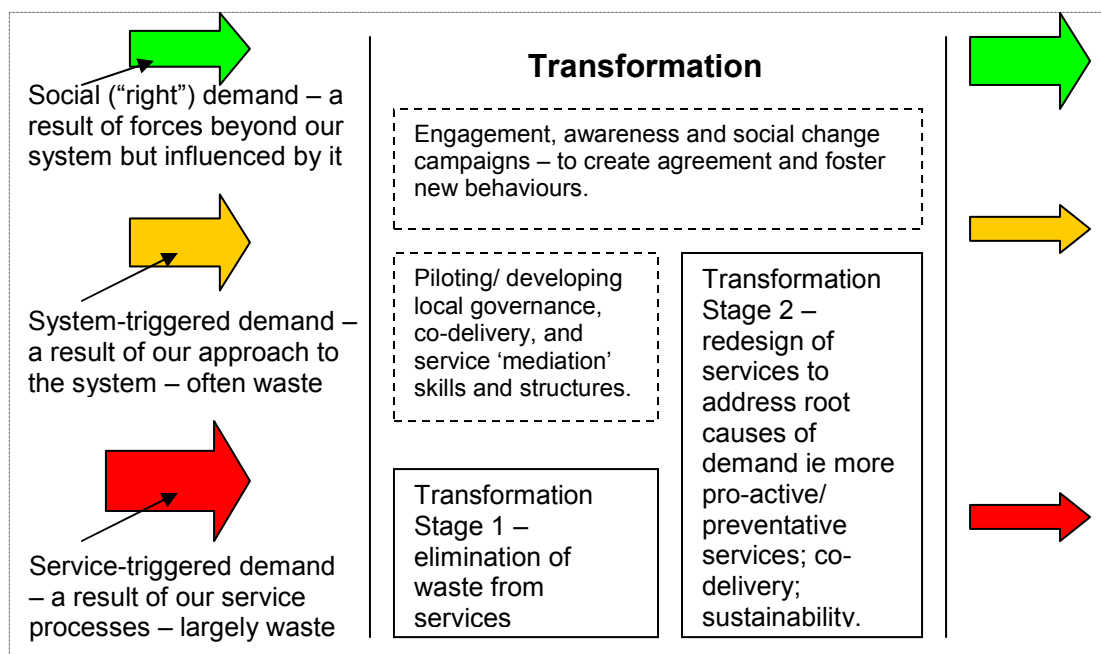 Social (“right”) demand – a
result of forces beyond our
system but influenced by it
System-triggered demand –
a result of our approach to
the system – often waste
Service-triggered demand
– a result of our service
processes – largely waste
Transformation
Engagement, awareness and social change
campaigns – to create agreement and foster
new behaviours.
Piloting/ developing
local governance,
co-delivery, and
service ‘mediation’
skills and structures.
Transformation
Stage 1 –
elimination of
waste from
services
Transformation
Stage 2 –
redesign of
services to
address root
causes of
demand ie more
pro-active/
preventative
services; co-
delivery;
sustainability.